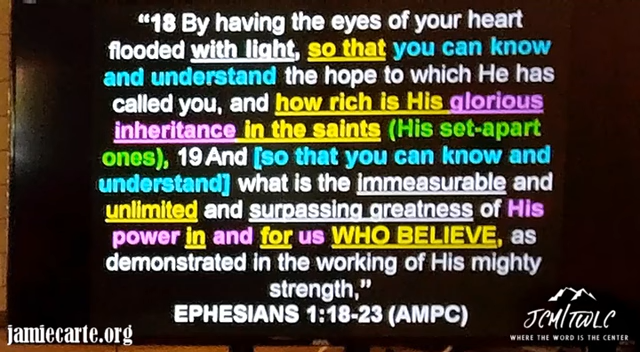 “18 By having the eyes of your heart
flooded with light, so that you can know
and understand the hope to which He has
called you, and how rich is His glorious
inheritance in the saints (His set-apart
ones), 19 And [so that you can know and
understand] what is the immeasurable and
unlimited and surpassing greatness of His
power in and for us WHO BELIEVE, as
demonstrated in the working of His mighty
strength,”
EPHESIANS 1:18-23 (AMPC)
jamiecarte.org
JCM|TWLC
WHERE THE WORD IS THE CENTER